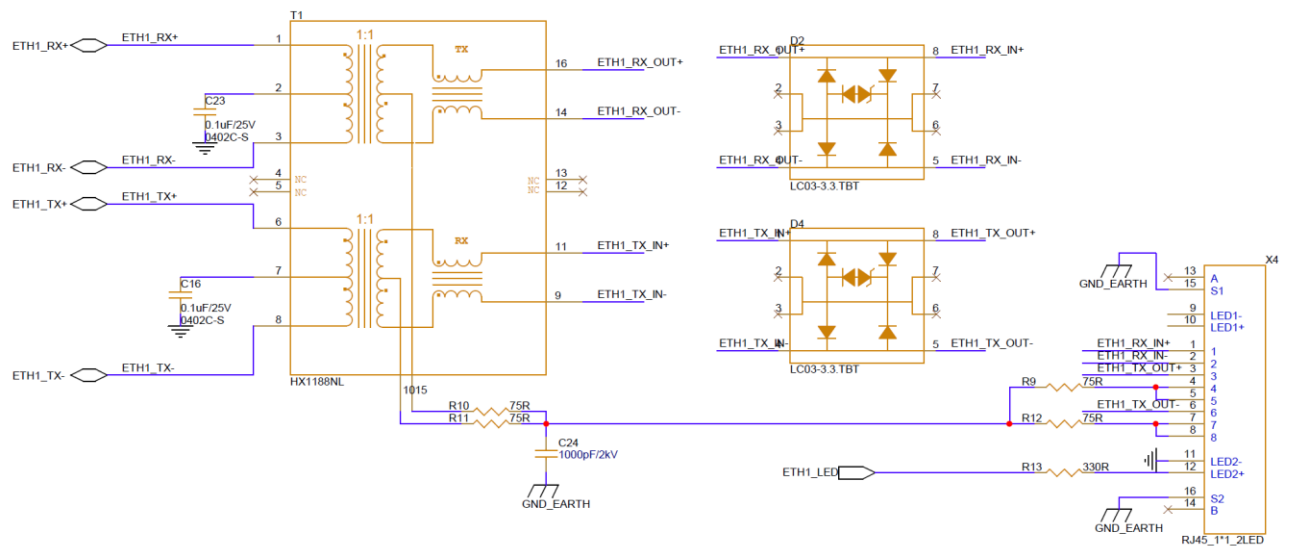 T1
ETH1_RX+
ETH1_RX+
1
1:1
TX
16
ETH1_RX_OUT+
2
C23
0.1uF/25V
0402C-S
14
ETH1_RX_OUT-
3
ETH1_RX-
ETH1_RX-
4
NC
5
NC
13
NC
12
NC
ETH1_TX+
ETH1_TX+
6
1:1
RX
11
ETH1_TX_IN+
7
C16
0.1uF/25V
0402C-S
9
ETH1_TX_IN-
8
ETH1_TX-
ETH1_TX-
HX1188NL
10
15
D2
ETH1_RX_OUT+
1
8
ETH1_RX_IN+
2
7
3
6
ETH1_RX_OUT-
4
5
ETH1_RX_IN-
LC03-3.3.TBT
D4
ETH1_TX_IN+
1
8
ETH1_TX_OUT+
2
7
3
6
ETH1_TX_IN-
4
5
ETH1_TX_OUT-
LC03-3.3.TBT
R10
75R
R11
75R
C24
1000pF/2kV
GND_EARTH
X4
GND_EARTH
13
A
15
S1
9
LED1-
10
LED1+
ETH1_RX_IN+
1
1
ETH1_RX_IN-
2
2
ETH1_TX_OUT+
3
3
R9
75R
4
4
5
5
ETH1_TX_OUT-
6
6
R12
75R
7
7
8
8
11
LED2-
ETH1_LED
R13
330R
12
LED2+
16
S2
14
B
GND_EARTH
RJ45_1*1_2LED